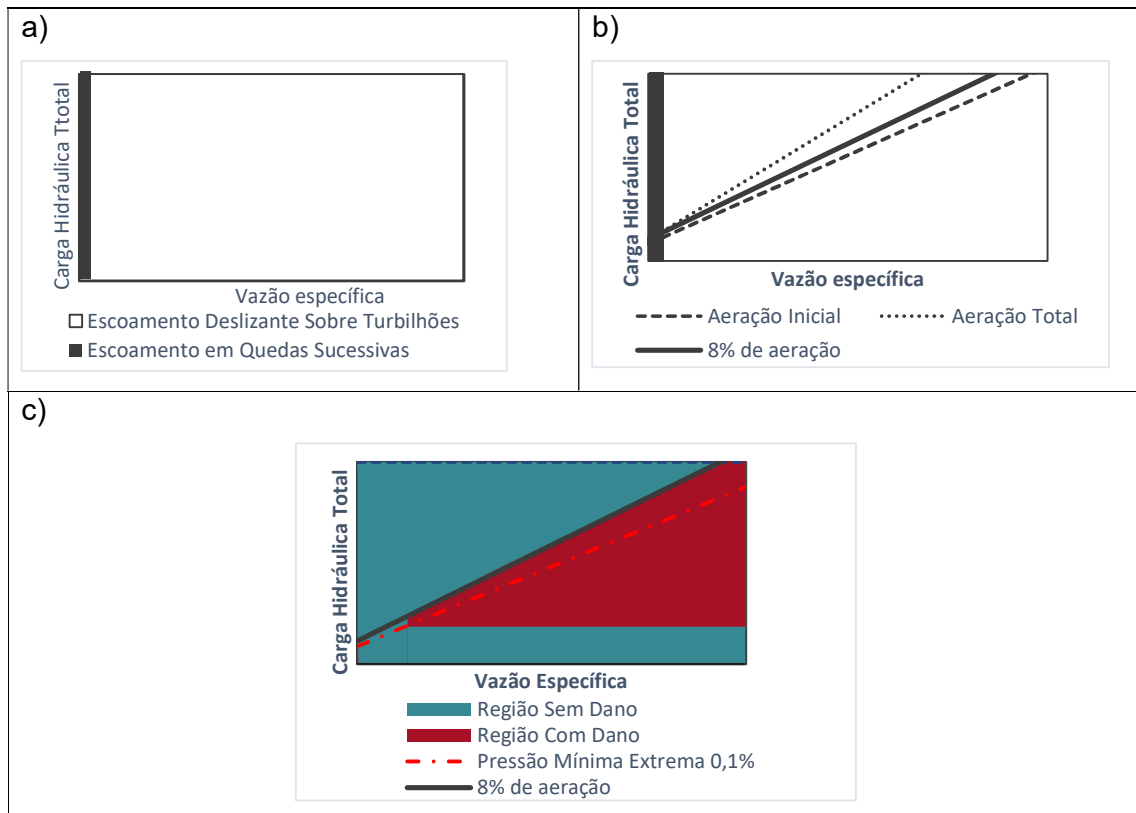 a)
Carga Hidráulica Ttotal
Vazão específica
Escoamento Deslizante Sobre Turbilhões
Escoamento em Quedas Sucessivas
b)
Carga Hidráulica Total
Vazão específica
Aeração Inicial
Aeração Total
8% de aeração
c)
Carga Hidráulica Total
Vazão Específica
Região Sem Dano
Região Com Dano
Pressão Mínima Extrema 0,1%
8% de aeração